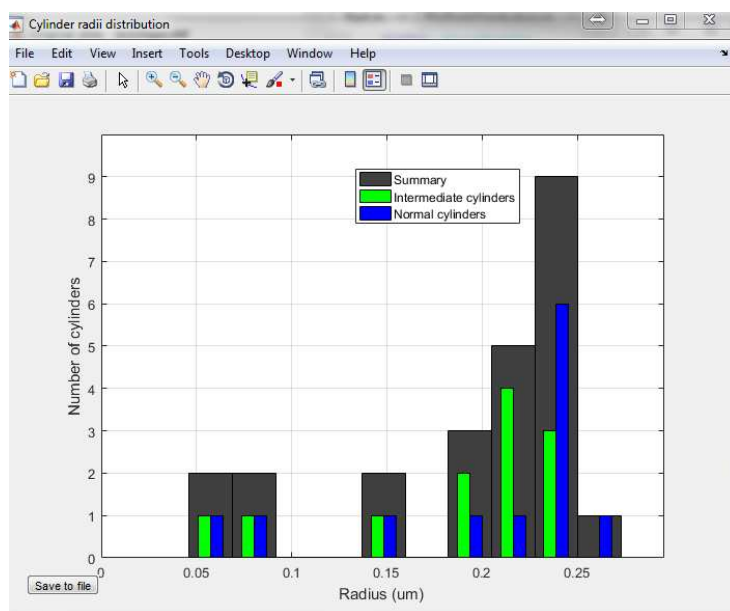 Cylinder radii distribution
File Edit View Insert Tools Desktop Window Help
Summary
Intermediate cylinders
Normal cylinders
9
8
7
6
5
4
3
2
1
0
Number of cylinders
0 0.05 0.1 0.15 0.2 0.25
Radius (um)
Save to file